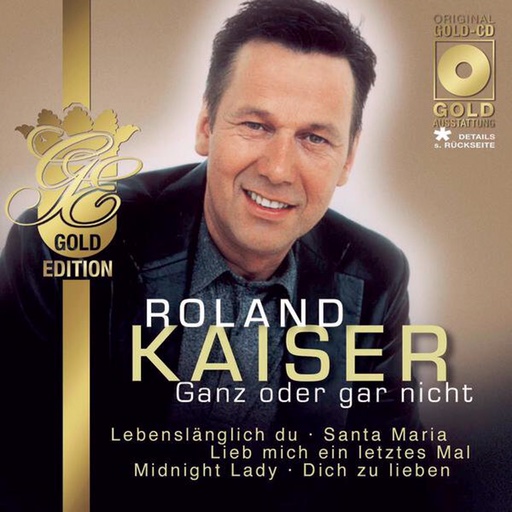 ORIGINAL
GOLD-CD
GOLD
AUSSTATTUNG
* DETAILS
s. RÜCKSEITE
GE
GOLD
EDITION
ROLAND
KAISER
Ganz oder gar nicht
Lebenslänglich du · Santa Maria
Lieb mich ein letztes Mal
Midnight Lady · Dich zu lieben